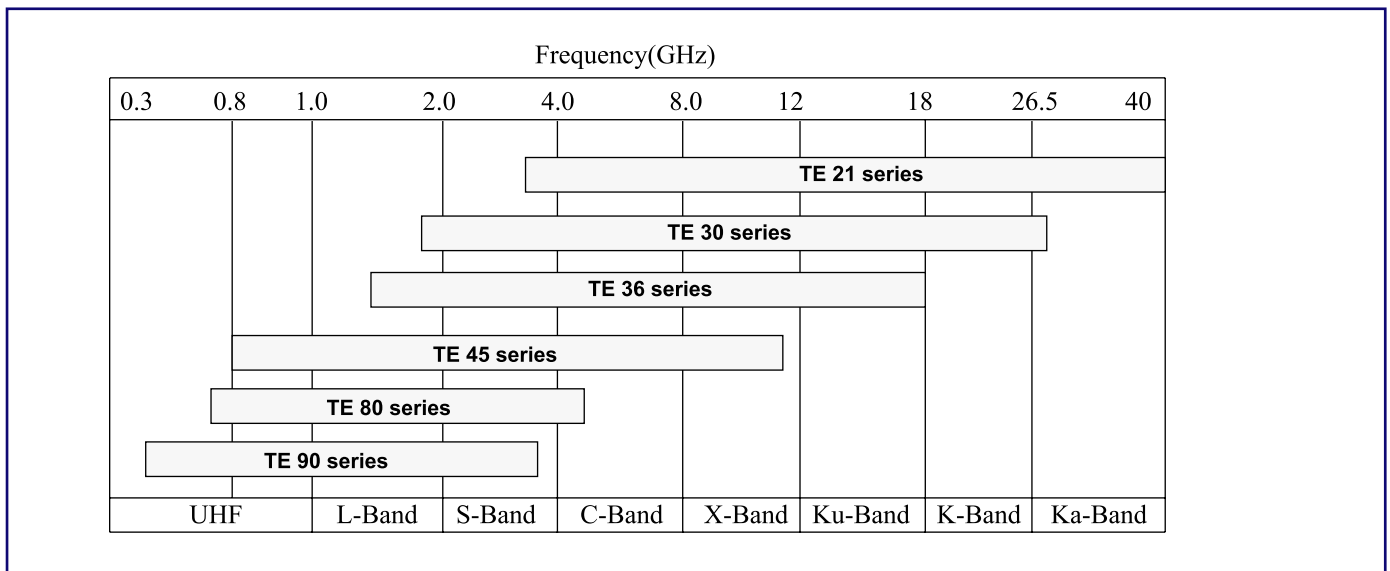 Frequency(GHz)
0.3 0.8 1.0 2.0 4.0 8.0 12 18 26.5 40
TE 21 series
TE 30 series
TE 36 series
TE 45 series
TE 80 series
TE 90 series
UHF L-Band S-Band C-Band X-Band Ku-Band K-Band Ka-Band